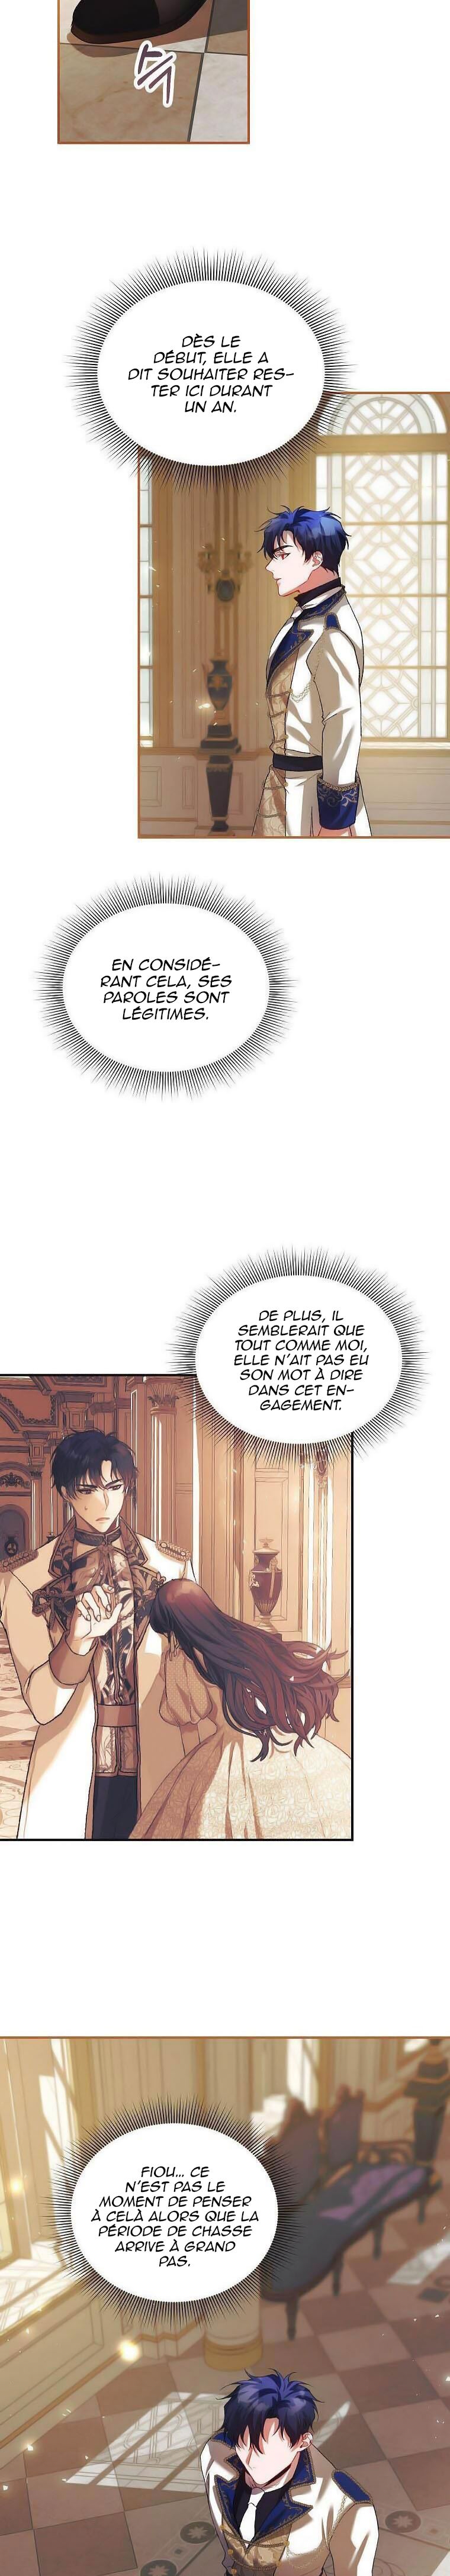 DÈS LE
DÉBUT, ELLE A
DIT SOUHAITER RES-
TER ICI DURANT
UN AN.
EN CONSIDÉ-
RANT CELA, SES
PAROLES SONT
LÉGITIMES.
DE PLUS, IL
SEMBLERAIT QUE
TOUT COMME MOI,
ELLE N'AIT PAS EU
SON MOT À DIRE
DANS CET EN-
GAGEMENT.
FIOU... CE
N'EST PAS LE
MOMENT DE PENSER
À CELÀ ALORS QUE LA
PÉRIODE DE CHASSE
ARRIVE À GRAND
PAS.